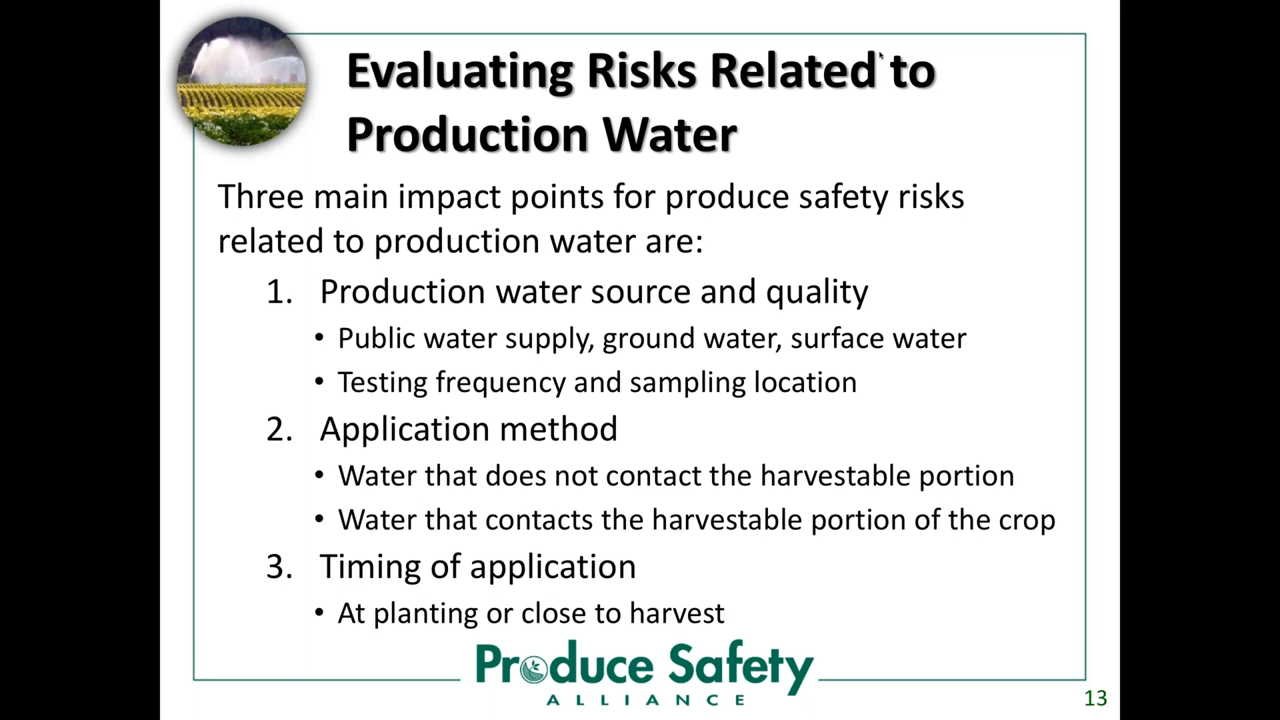 Evaluating Risks Related to
Production Water
Three main impact points for produce safety risks
related to production water are:
1. Production water source and quality
• Public water supply, ground water, surface water
• Testing frequency and sampling location
2. Application method
• Water that does not contact the harvestable portion
• Water that contacts the harvestable portion of the crop
3. Timing of application
• At planting or close to harvest
Produce Safety
ALLIANCE
13